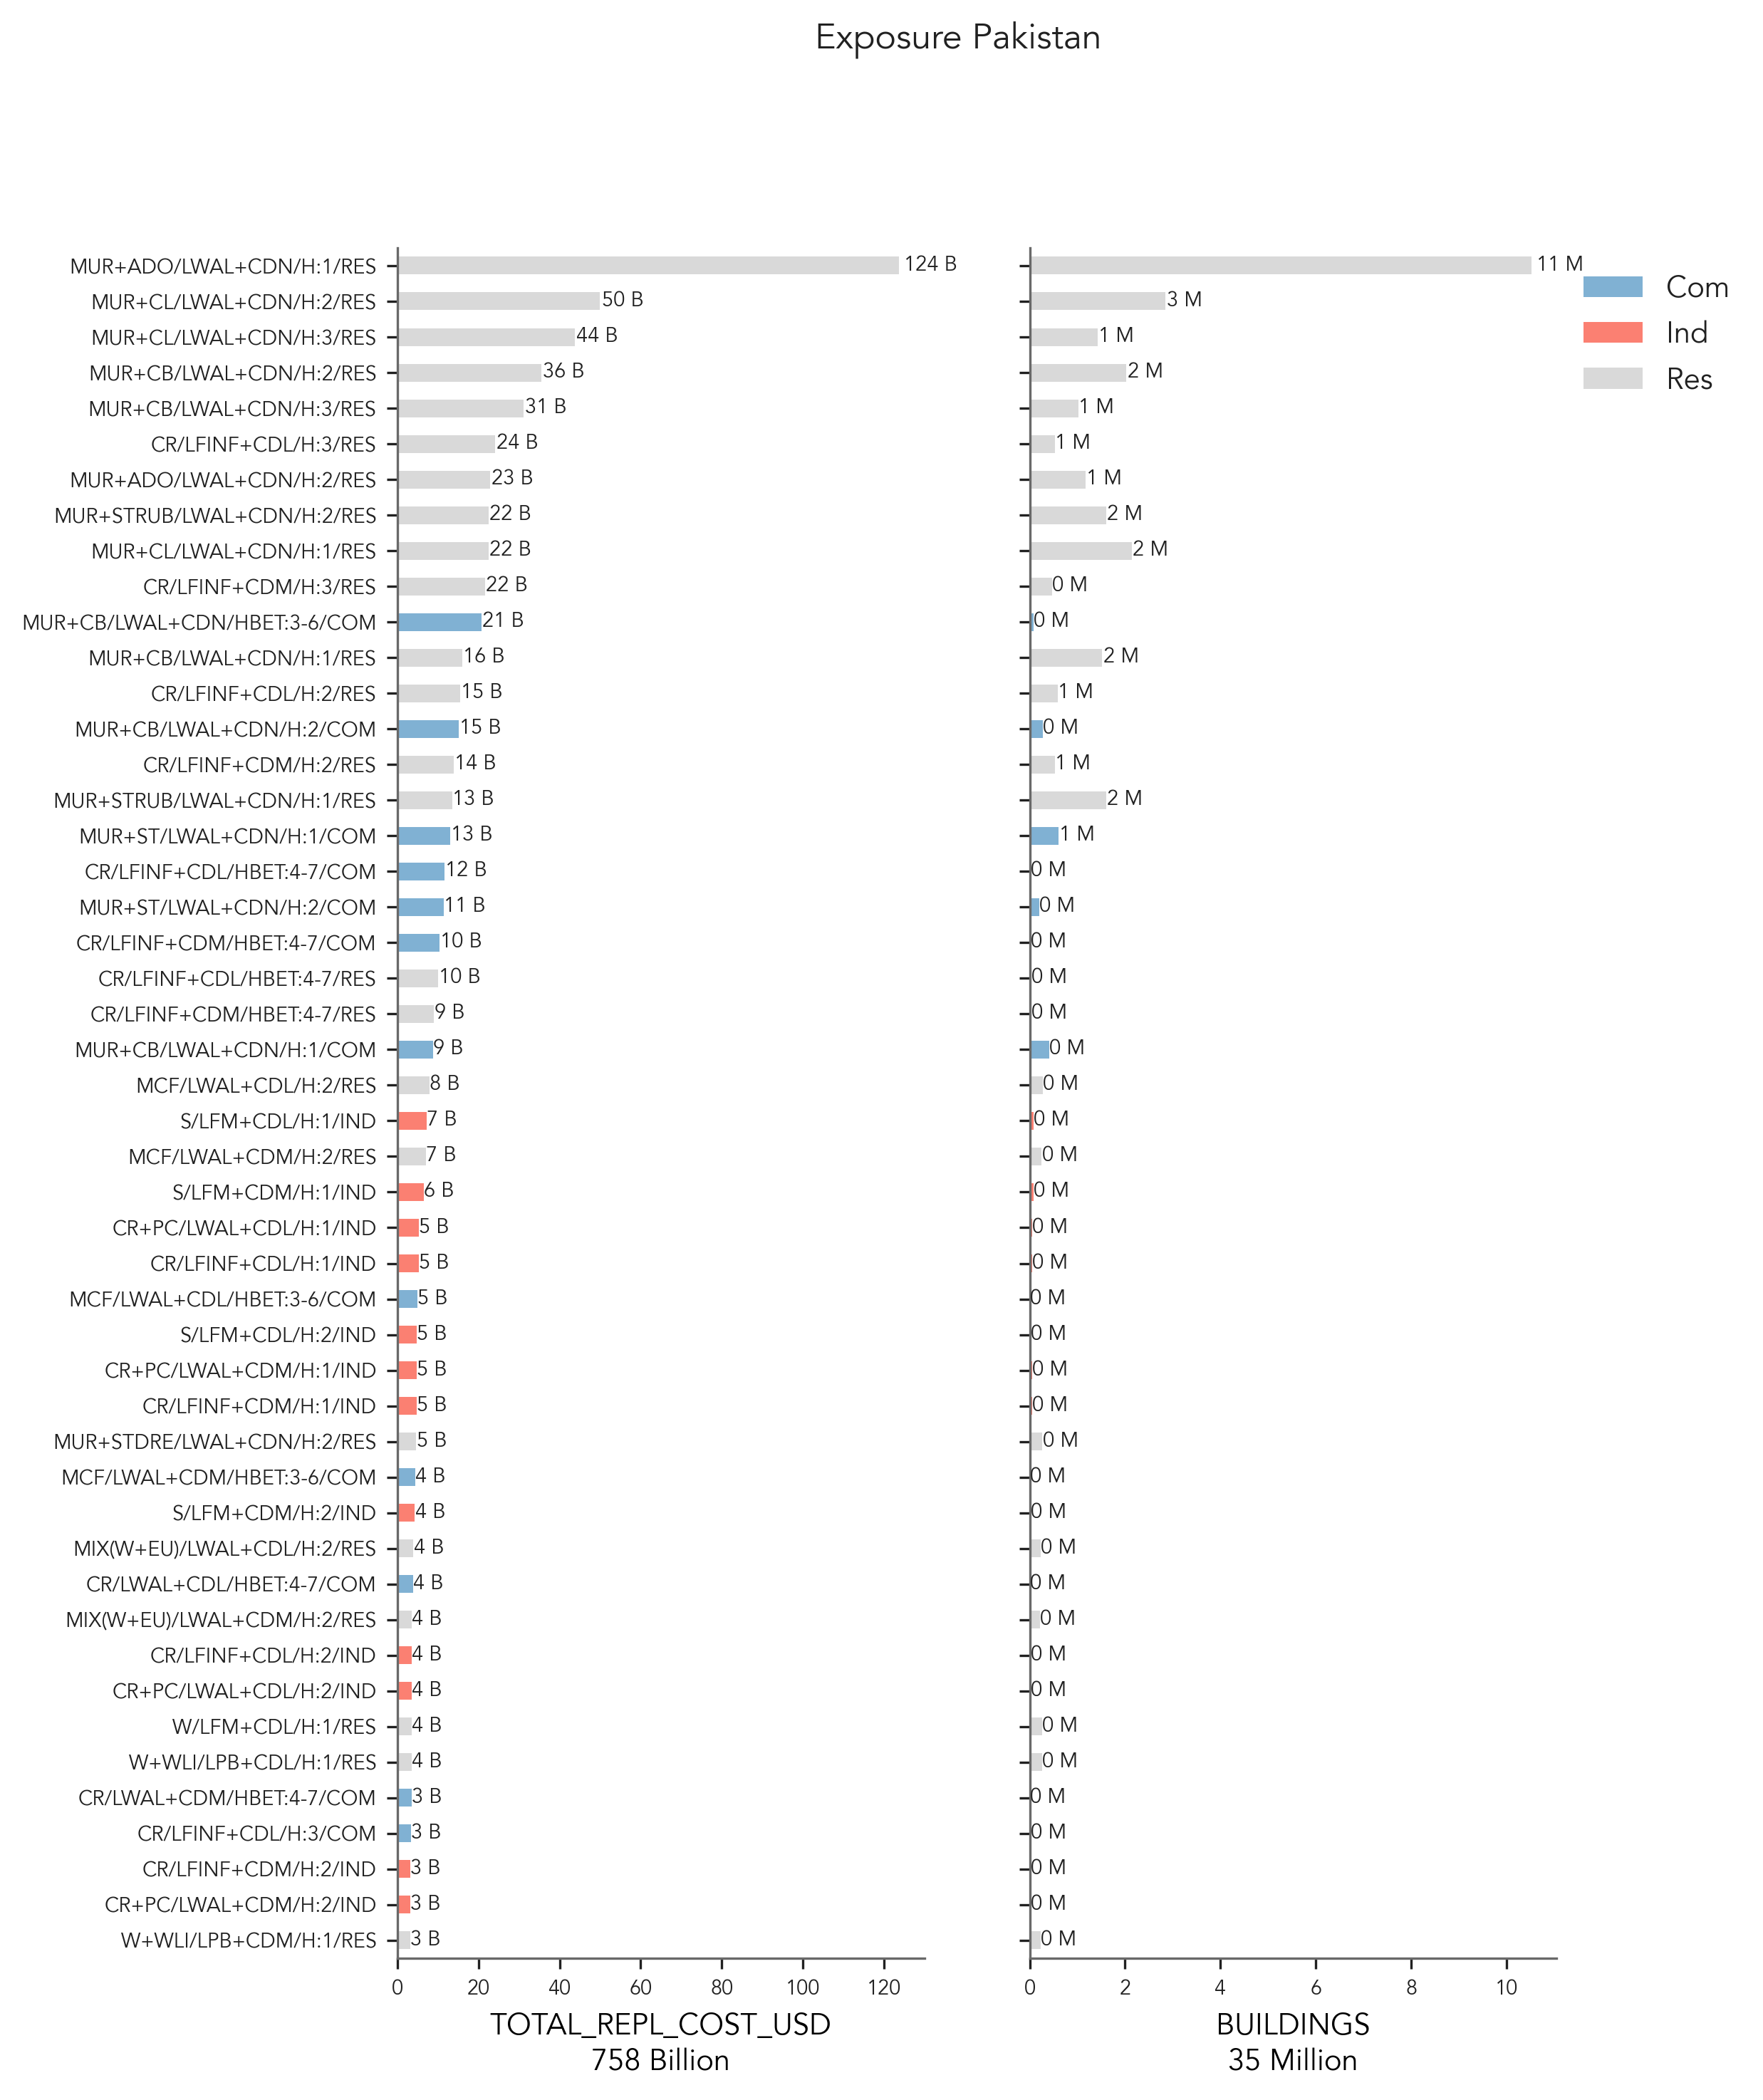 Exposure Pakistan
MUR+ADO/LWAL+CDN/H:1/RES 124 B 11 M
MUR+CL/LWAL+CDN/H:2/RES 50 B 3 M
MUR+CL/LWAL+CDN/H:3/RES 44 B 1 M
MUR+CB/LWAL+CDN/H:2/RES 36 B 2 M
MUR+CB/LWAL+CDN/H:3/RES 31 B 1 M
CR/LFINF+CDL/H:3/RES 24 B 1 M
MUR+ADO/LWAL+CDN/H:2/RES 23 B 1 M
MUR+STRUB/LWAL+CDN/H:2/RES 22 B 2 M
MUR+CL/LWAL+CDN/H:1/RES 22 B 2 M
CR/LFINF+CDM/H:3/RES 22 B 0 M
MUR+CB/LWAL+CDN/HBET:3-6/COM 21 B 0 M
MUR+CB/LWAL+CDN/H:1/RES 16 B 2 M
CR/LFINF+CDL/H:2/RES 15 B 1 M
MUR+CB/LWAL+CDN/H:2/COM 15 B 0 M
CR/LFINF+CDM/H:2/RES 14 B 1 M
MUR+STRUB/LWAL+CDN/H:1/RES 13 B 2 M
MUR+ST/LWAL+CDN/H:1/COM 13 B 1 M
CR/LFINF+CDL/HBET:4-7/COM 12 B 0 M
MUR+ST/LWAL+CDN/H:2/COM 11 B 0 M
CR/LFINF+CDM/HBET:4-7/COM 10 B 0 M
CR/LFINF+CDL/HBET:4-7/RES 10 B 0 M
CR/LFINF+CDM/HBET:4-7/RES 9 B 0 M
MUR+CB/LWAL+CDN/H:1/COM 9 B 0 M
MCF/LWAL+CDL/H:2/RES 8 B 0 M
S/LFM+CDL/H:1/IND 7 B 0 M
MCF/LWAL+CDM/H:2/RES 7 B 0 M
S/LFM+CDM/H:1/IND 6 B 0 M
CR+PC/LWAL+CDL/H:1/IND 5 B 0 M
CR/LFINF+CDL/H:1/IND 5 B 0 M
MCF/LWAL+CDL/HBET:3-6/COM 5 B 0 M
S/LFM+CDL/H:2/IND 5 B 0 M
CR+PC/LWAL+CDM/H:1/IND 5 B 0 M
CR/LFINF+CDM/H:1/IND 5 B 0 M
MUR+STDRE/LWAL+CDN/H:2/RES 5 B 0 M
MCF/LWAL+CDM/HBET:3-6/COM 4 B 0 M
S/LFM+CDM/H:2/IND 4 B 0 M
MIX(W+EU)/LWAL+CDL/H:2/RES 4 B 0 M
CR/LWAL+CDL/HBET:4-7/COM 4 B 0 M
MIX(W+EU)/LWAL+CDM/H:2/RES 4 B 0 M
CR/LFINF+CDL/H:2/IND 4 B 0 M
CR+PC/LWAL+CDL/H:2/IND 4 B 0 M
W/LFM+CDL/H:1/RES 4 B 0 M
W+WLI/LPB+CDL/H:1/RES 4 B 0 M
CR/LWAL+CDM/HBET:4-7/COM 3 B 0 M
CR/LFINF+CDL/H:3/COM 3 B 0 M
CR/LFINF+CDM/H:2/IND 3 B 0 M
CR+PC/LWAL+CDM/H:2/IND 3 B 0 M
W+WLI/LPB+CDM/H:1/RES 3 B 0 M
0 20 40 60 80 100 120
TOTAL_REPL_COST_USD
758 Billion
0 2 4 6 8 10
BUILDINGS
35 Million
Com
Ind
Res